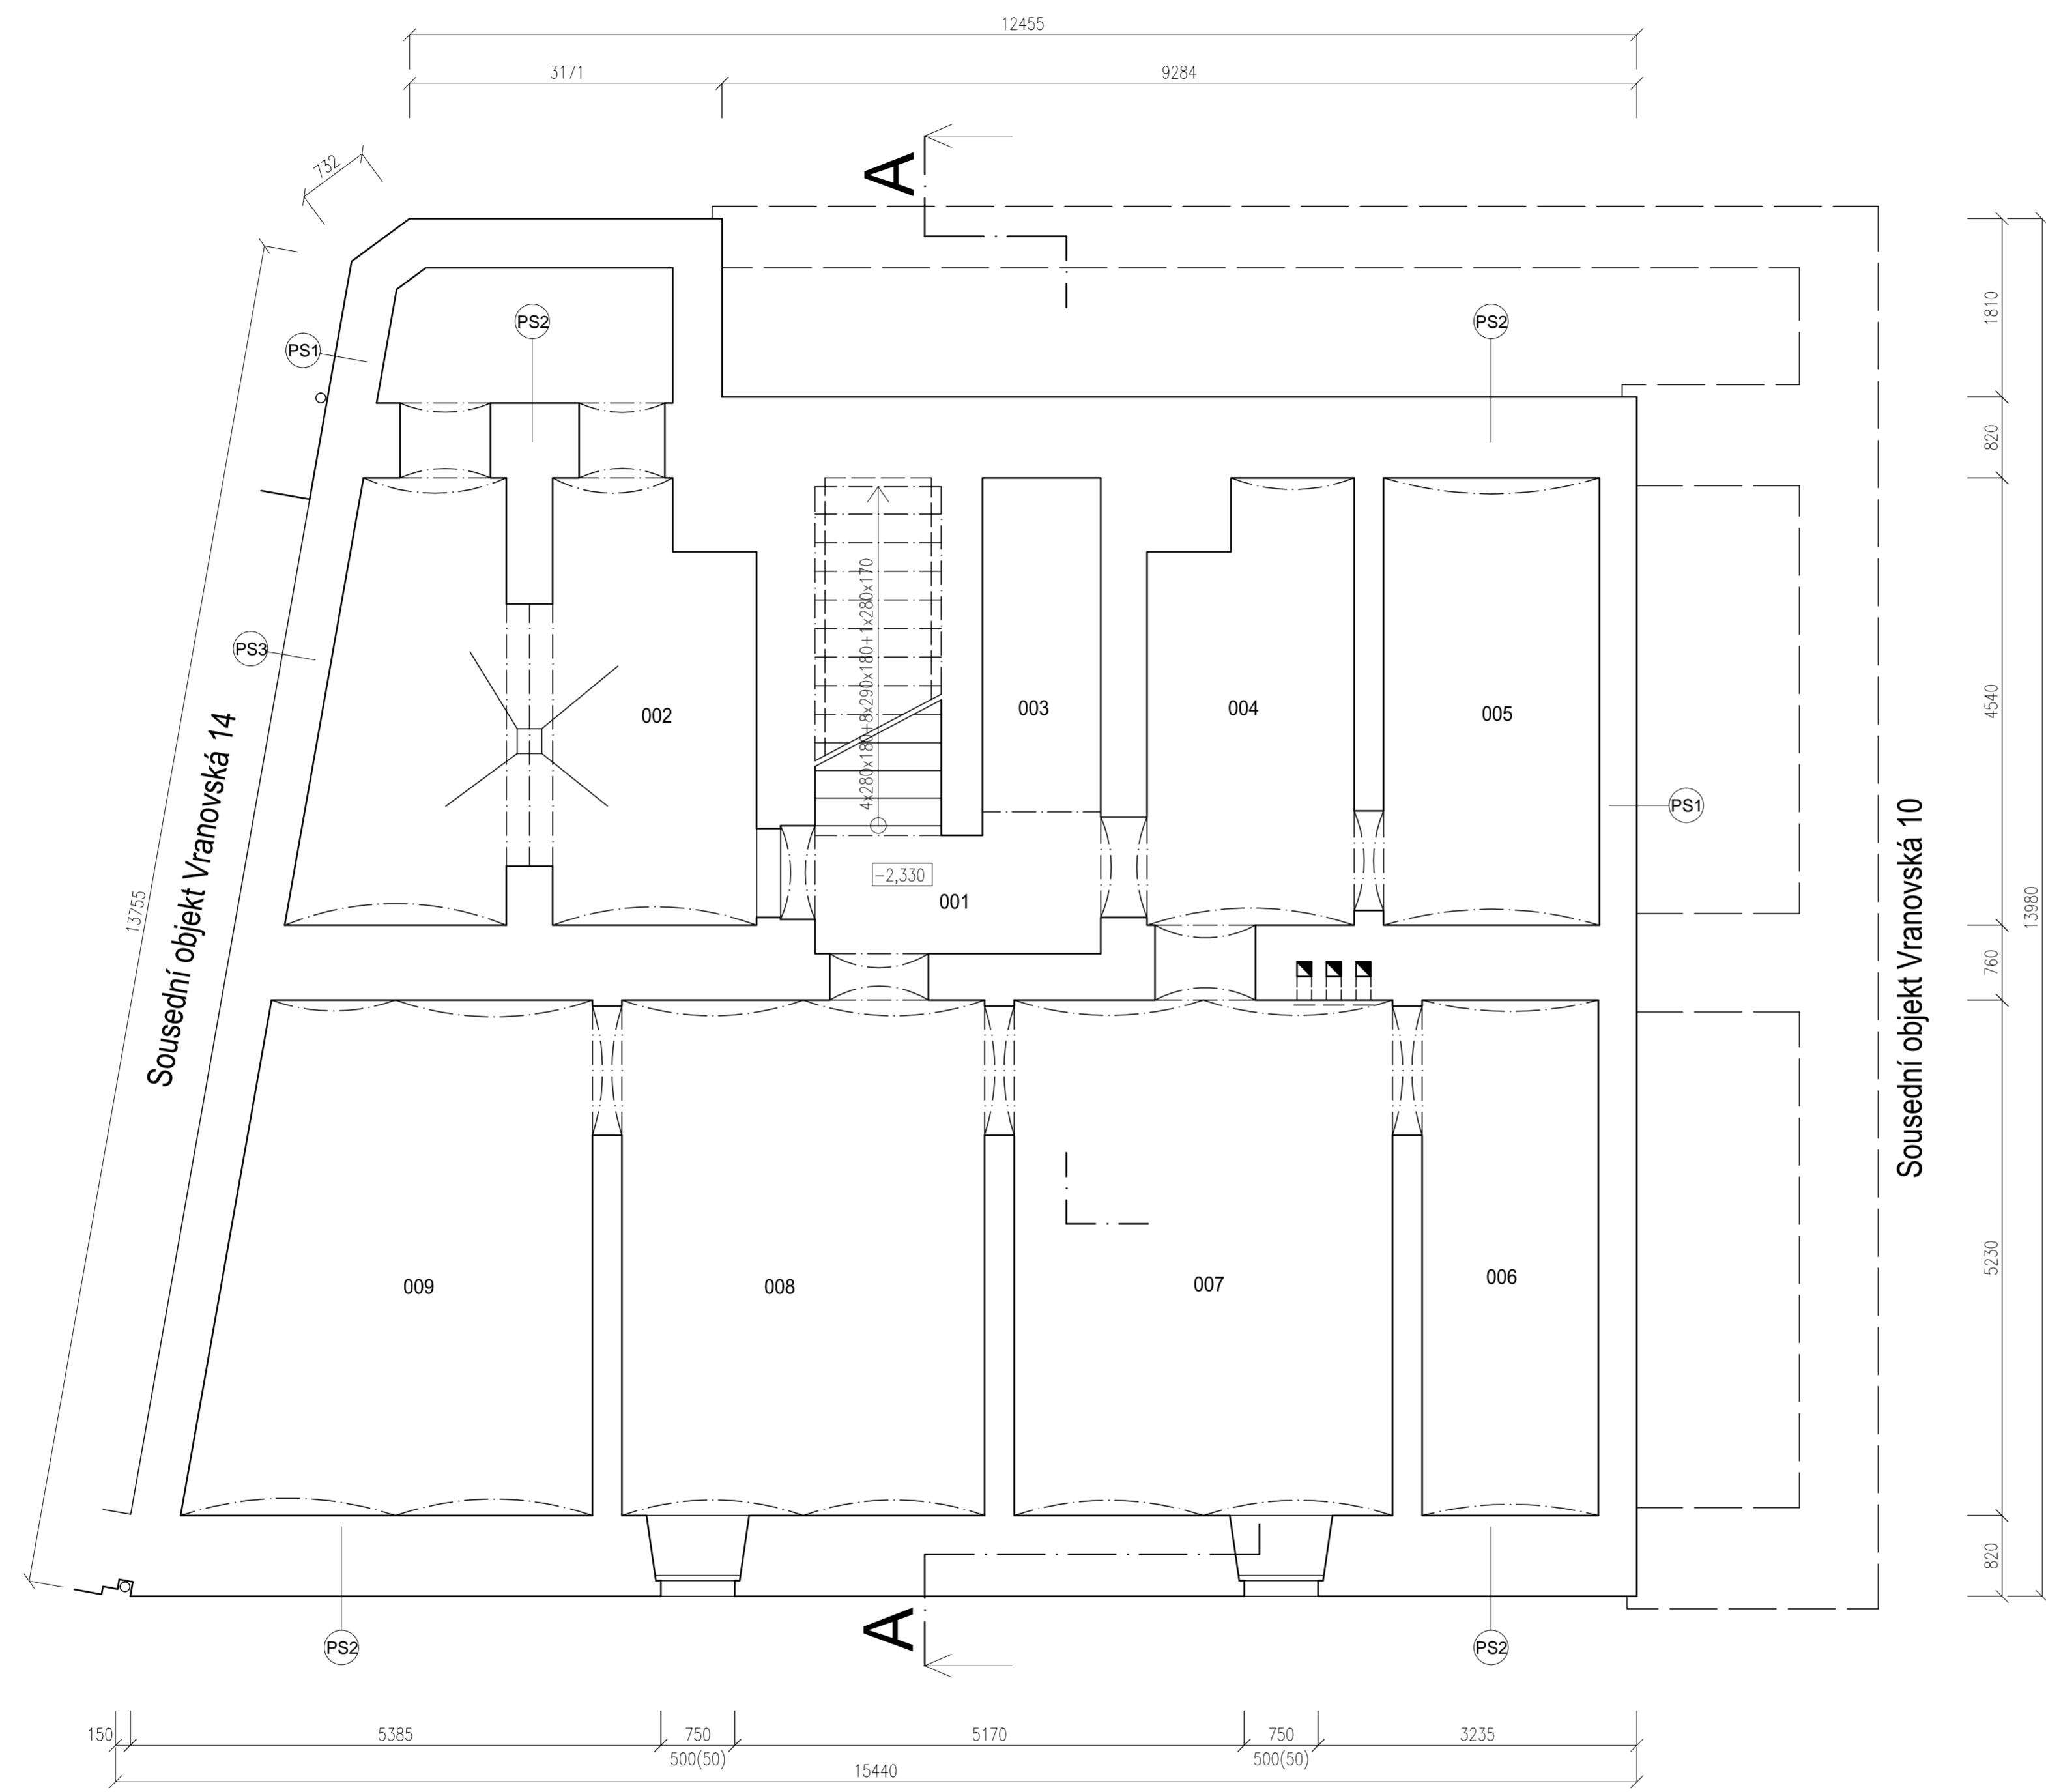 12455
3171
9284
732
A
PS2
PS2
PS1
1810
820
4540
PS3
4x280x180+8x290x180+1x280x170
002
003
004
005
Sousední objekt Vranovská 14
13755
PS1
-2,330
001
Sousední objekt Vranovská 10
13980
760
5230
009
008
007
006
820
A
PS2
PS2
150
5385
750
5170
750
3235
500(50)
500(50)
15440